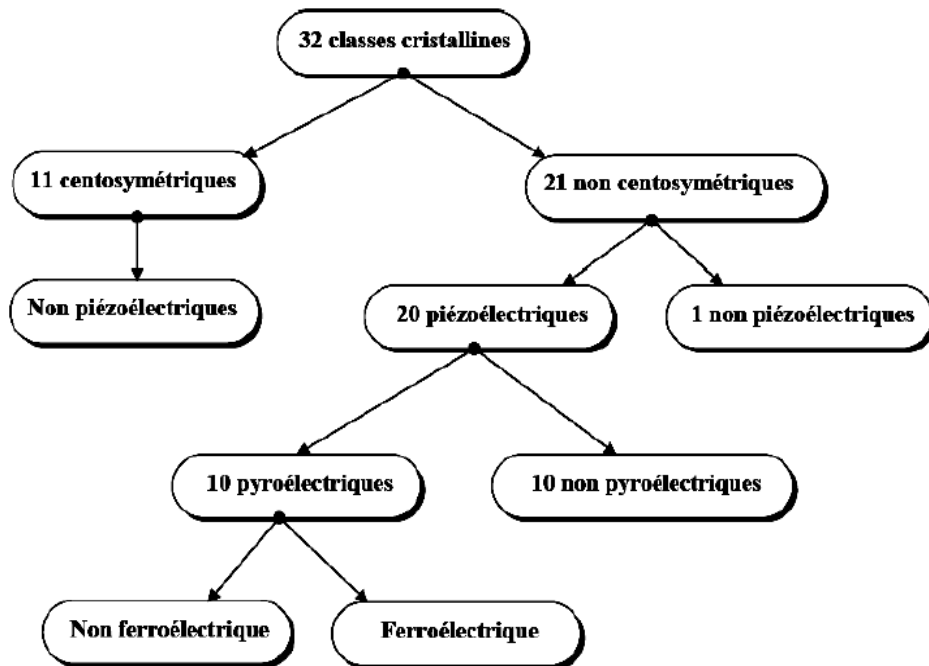 32 classes cristallines
11 centosymétriques
21 non centosymétriques
Non piézoélectriques
20 piézoélectriques
1 non piézoélectriques
10 pyroélectriques
10 non pyroélectriques
Non ferroélectrique
Ferroélectrique